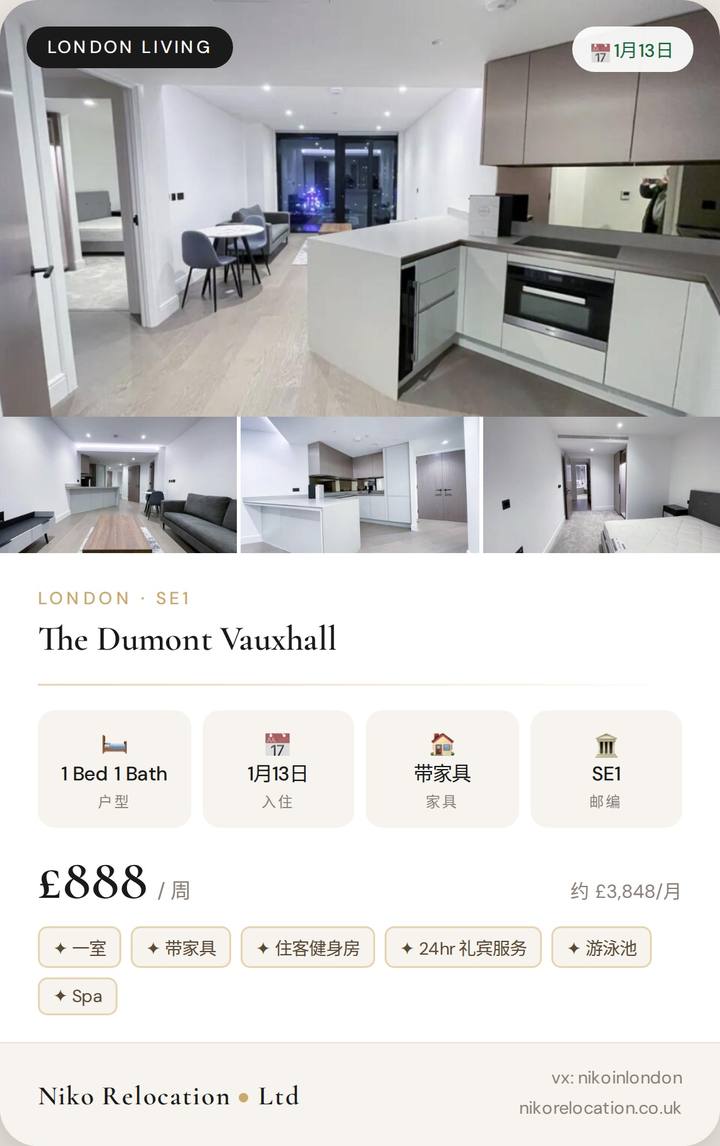 LONDON LIVING
1月13日
LONDON · SE1
The Dumont Vauxhall
1 Bed 1 Bath
户型
1月13日
入住
带家具
家具
SE1
邮编
£888 / 周
约 £3,848/月
✦ 一室
✦ 带家具
✦ 住客健身房
✦ 24hr 礼宾服务
✦ 游泳池
✦ Spa
Niko Relocation • Ltd
vx: nikoinlondon
nikorelocation.co.uk